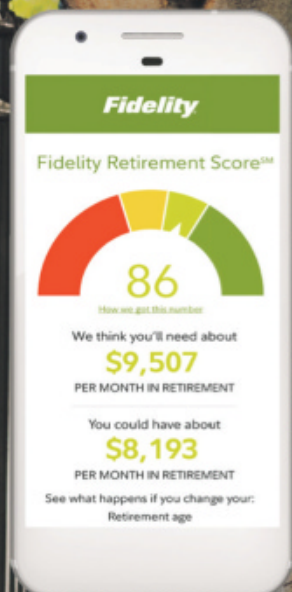 Fidelity
Fidelity Retirement Score℠
86
How we got this number
We think you'll need about
$9,507
PER MONTH IN RETIREMENT
You could have about
$8,193
PER MONTH IN RETIREMENT
See what happens if you change your:
Retirement age